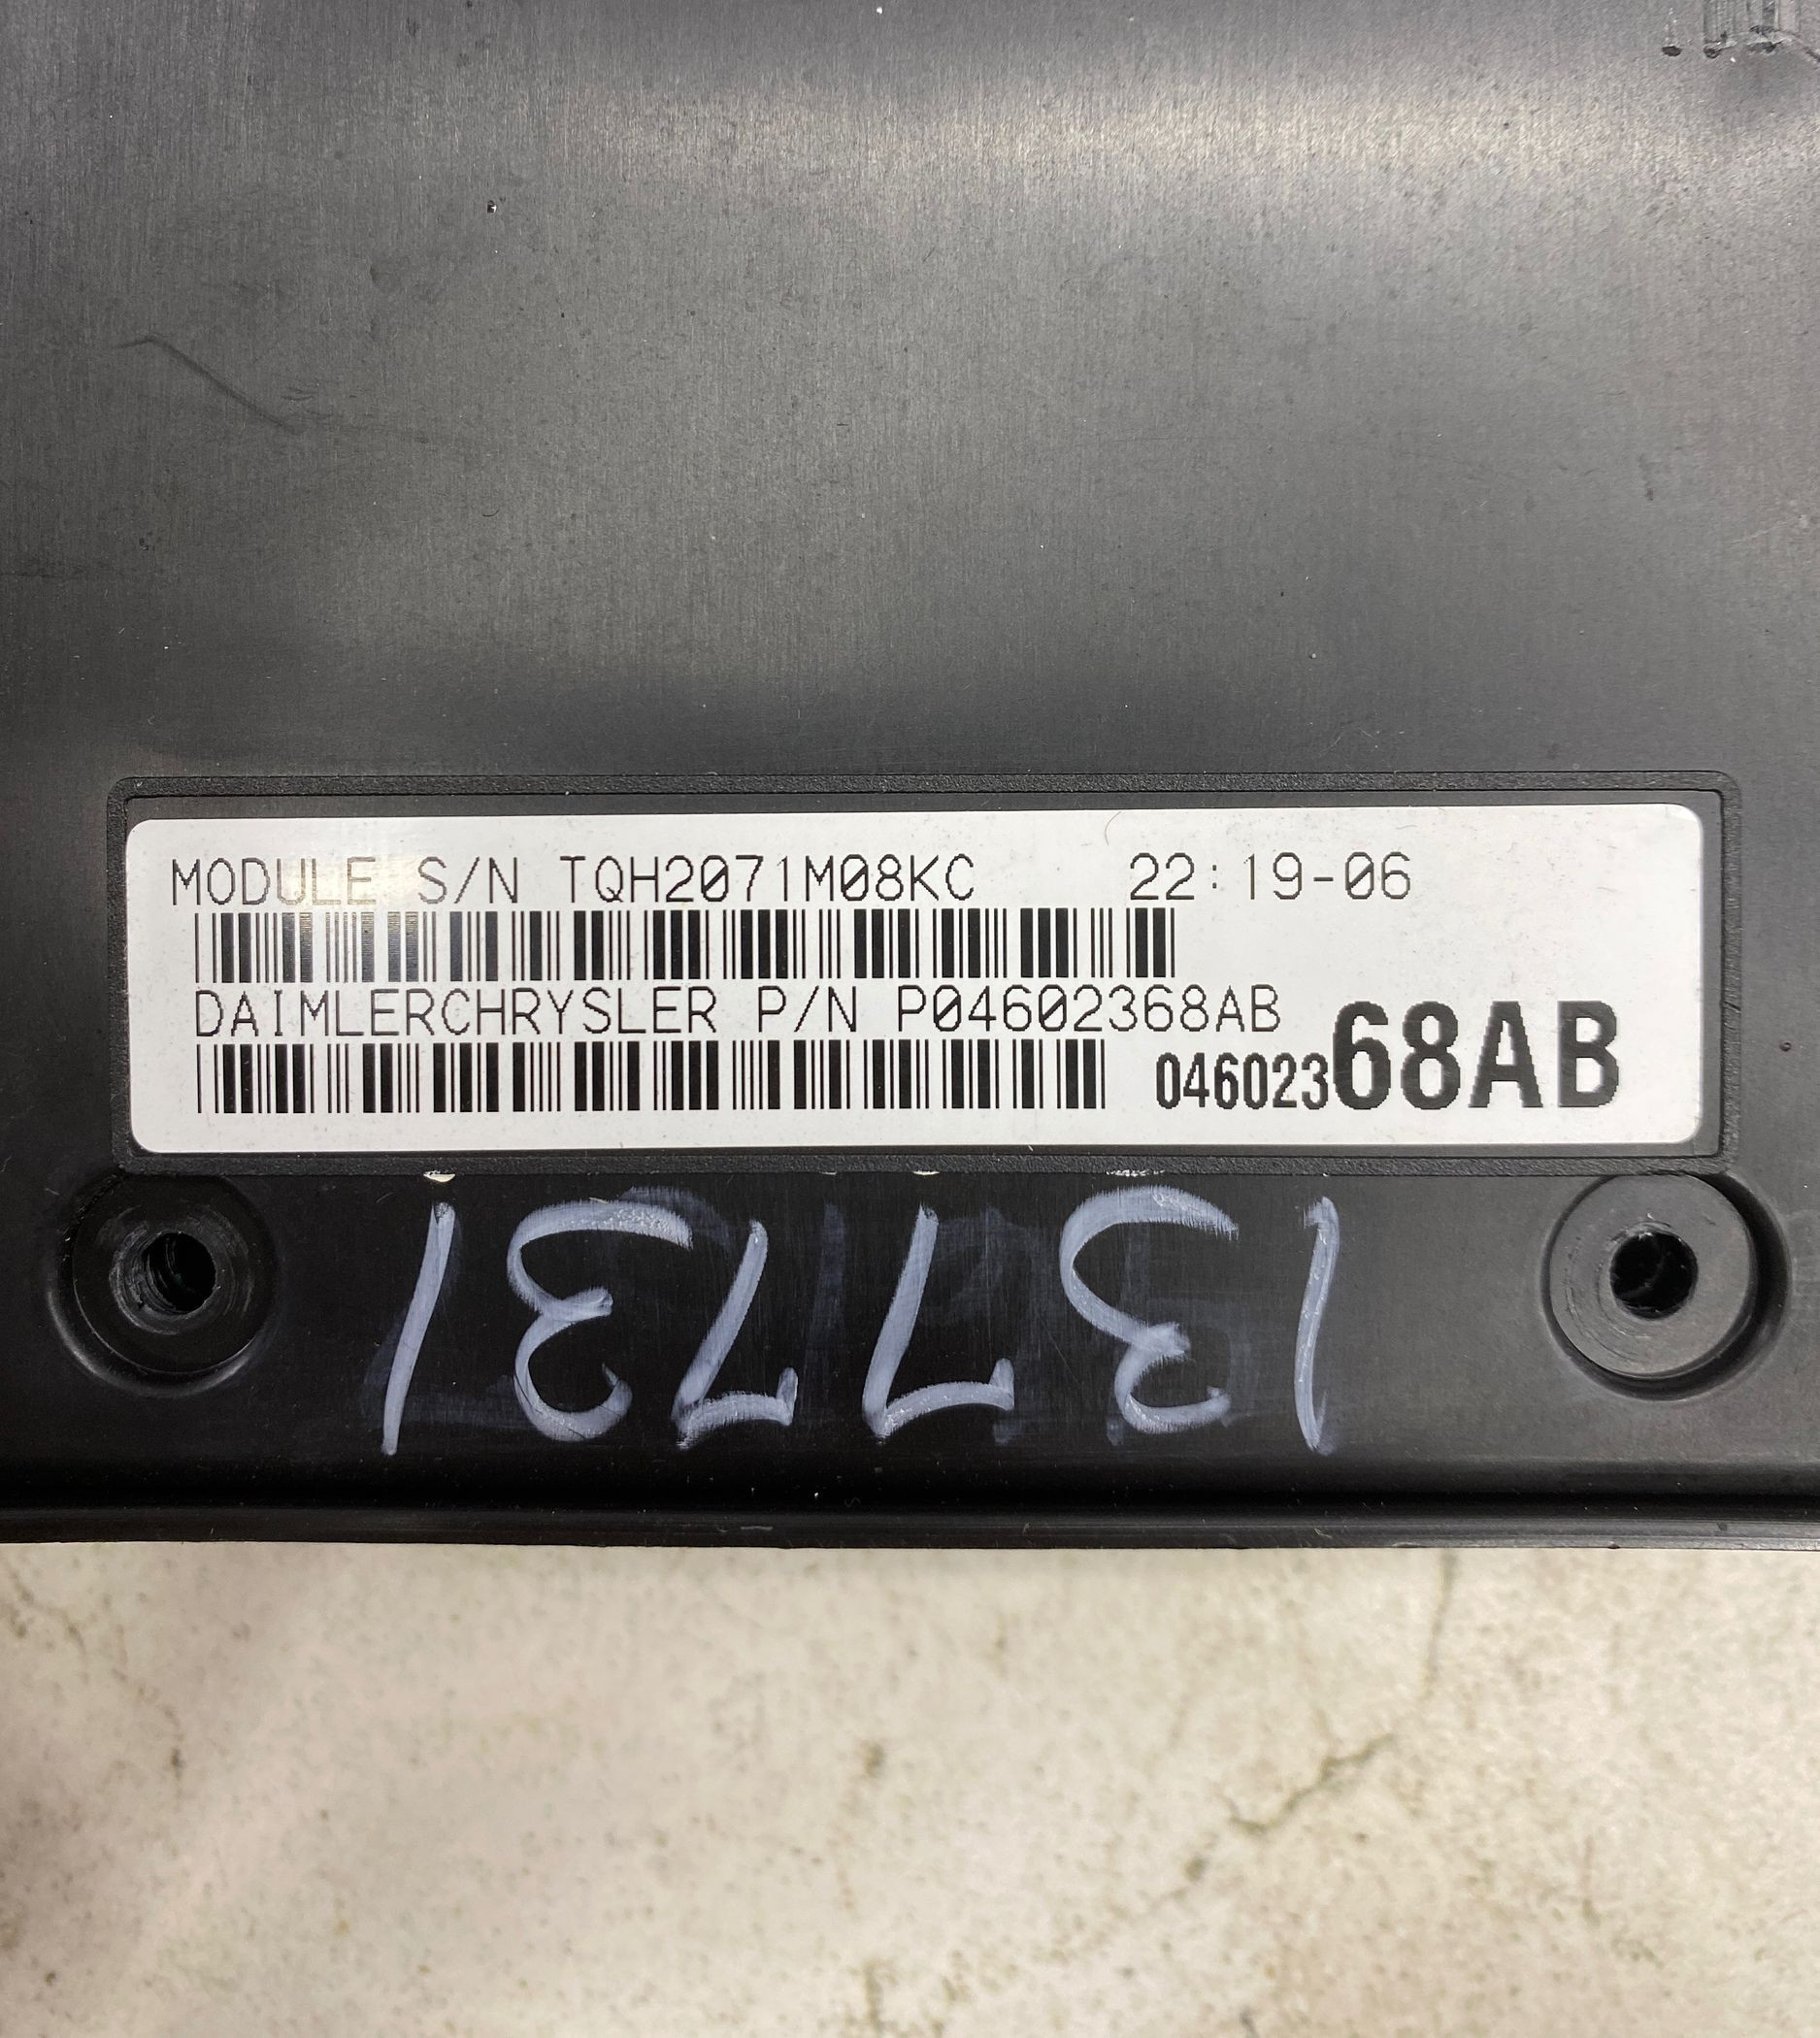 MODULE S/N TQH2071M08KC 22:19-06
DAIMLERCHRYSLER P/N P04602368AB
04602368AB
137731